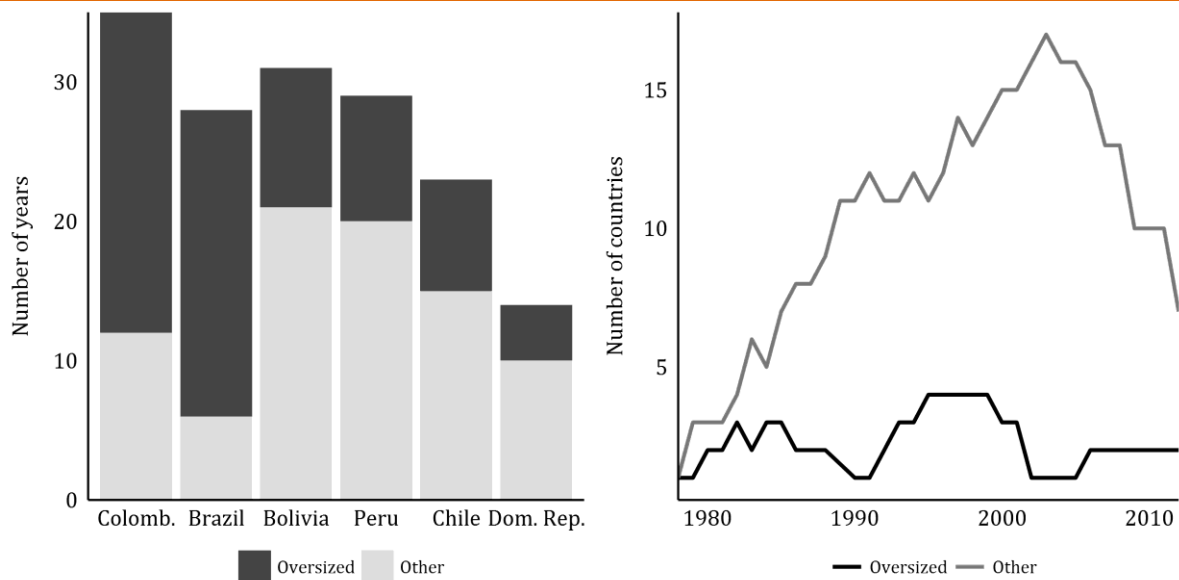 Number of years
30
20
10
0
Colomb. Brazil Bolivia Peru Chile Dom. Rep.
Oversized Other
Number of countries
15
10
5
1980 1990 2000 2010
Oversized Other